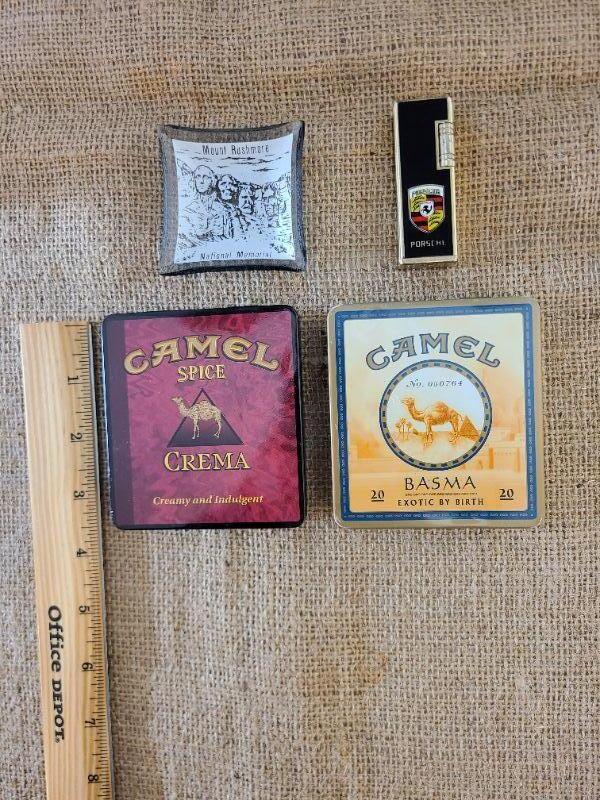 Mount Rushmore
National Memorial
PORSCHE
CAMEL
SPICE
CREMA
Creamy and Indulgent
CAMEL
No. 000764
BASMA
20
EXOTIC BY BIRTH
20
1
2
3
4
5
6
7
8
Office DEPOT